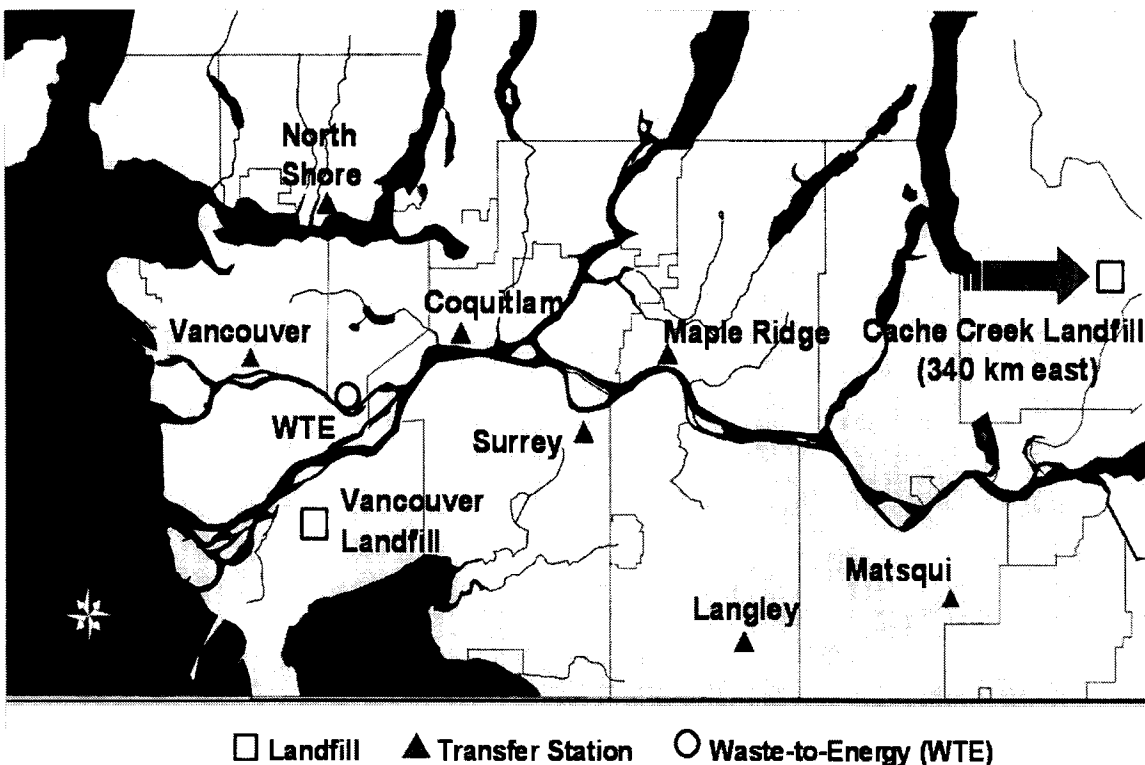 North
Shore
Coquitlam
Vancouver
Maple Ridge
Cache Creek Landfill
(340 km east)
WTE
Surrey
Vancouver
Landfill
Matsqui
Langley
Landfill
Transfer Station
Waste-to-Energy (WTE)